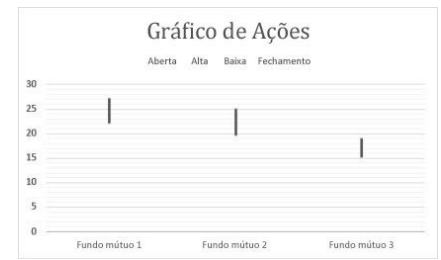 Gráfico de Ações
Aberta Alta Baixa Fechamento
30
25
20
15
10
5
0
Fundo mútuo 1 Fundo mútuo 2 Fundo mútuo 3